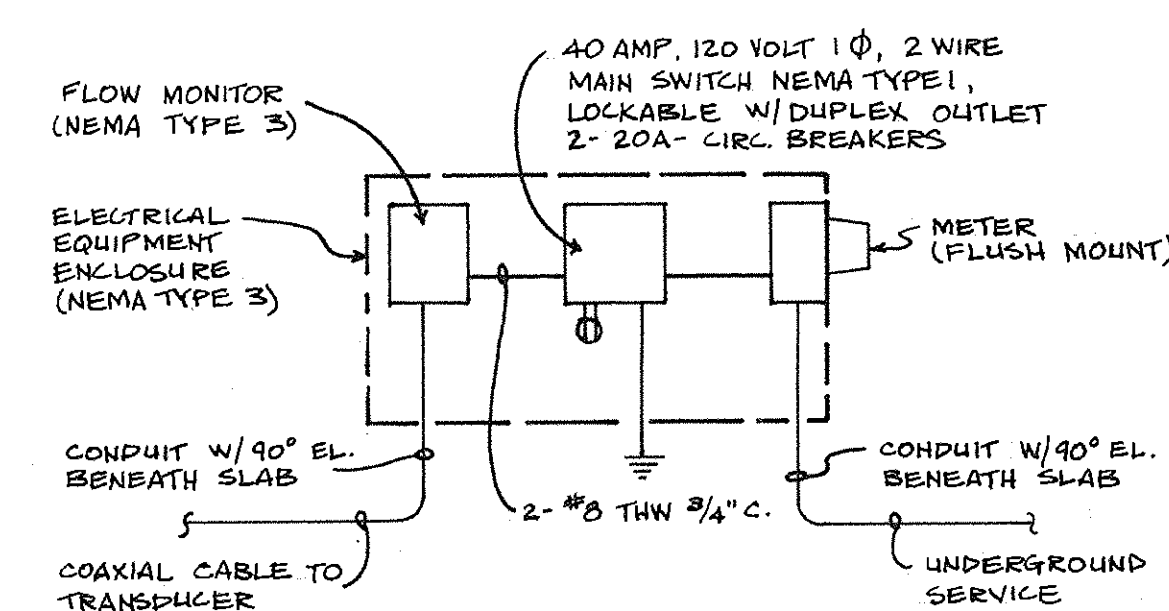 40 AMP, 120 VOLT 1 Φ, 2 WIRE
MAIN SWITCH NEMA TYPE 1,
LOCKABLE W/ DUPLEX OUTLET
2- 20A- CIRC. BREAKERS
FLOW MONITOR
(NEMA TYPE 3)
ELECTRICAL
EQUIPMENT
ENCLOSURE
(NEMA TYPE 3)
METER
(FLUSH MOUNT)
CONDUIT W/ 90° EL.
BENEATH SLAB
2- #8 THW 3/4" C.
CONDUIT W/ 90° EL.
BENEATH SLAB
COAXIAL CABLE TO
TRANSDUCER
UNDERGROUND
SERVICE